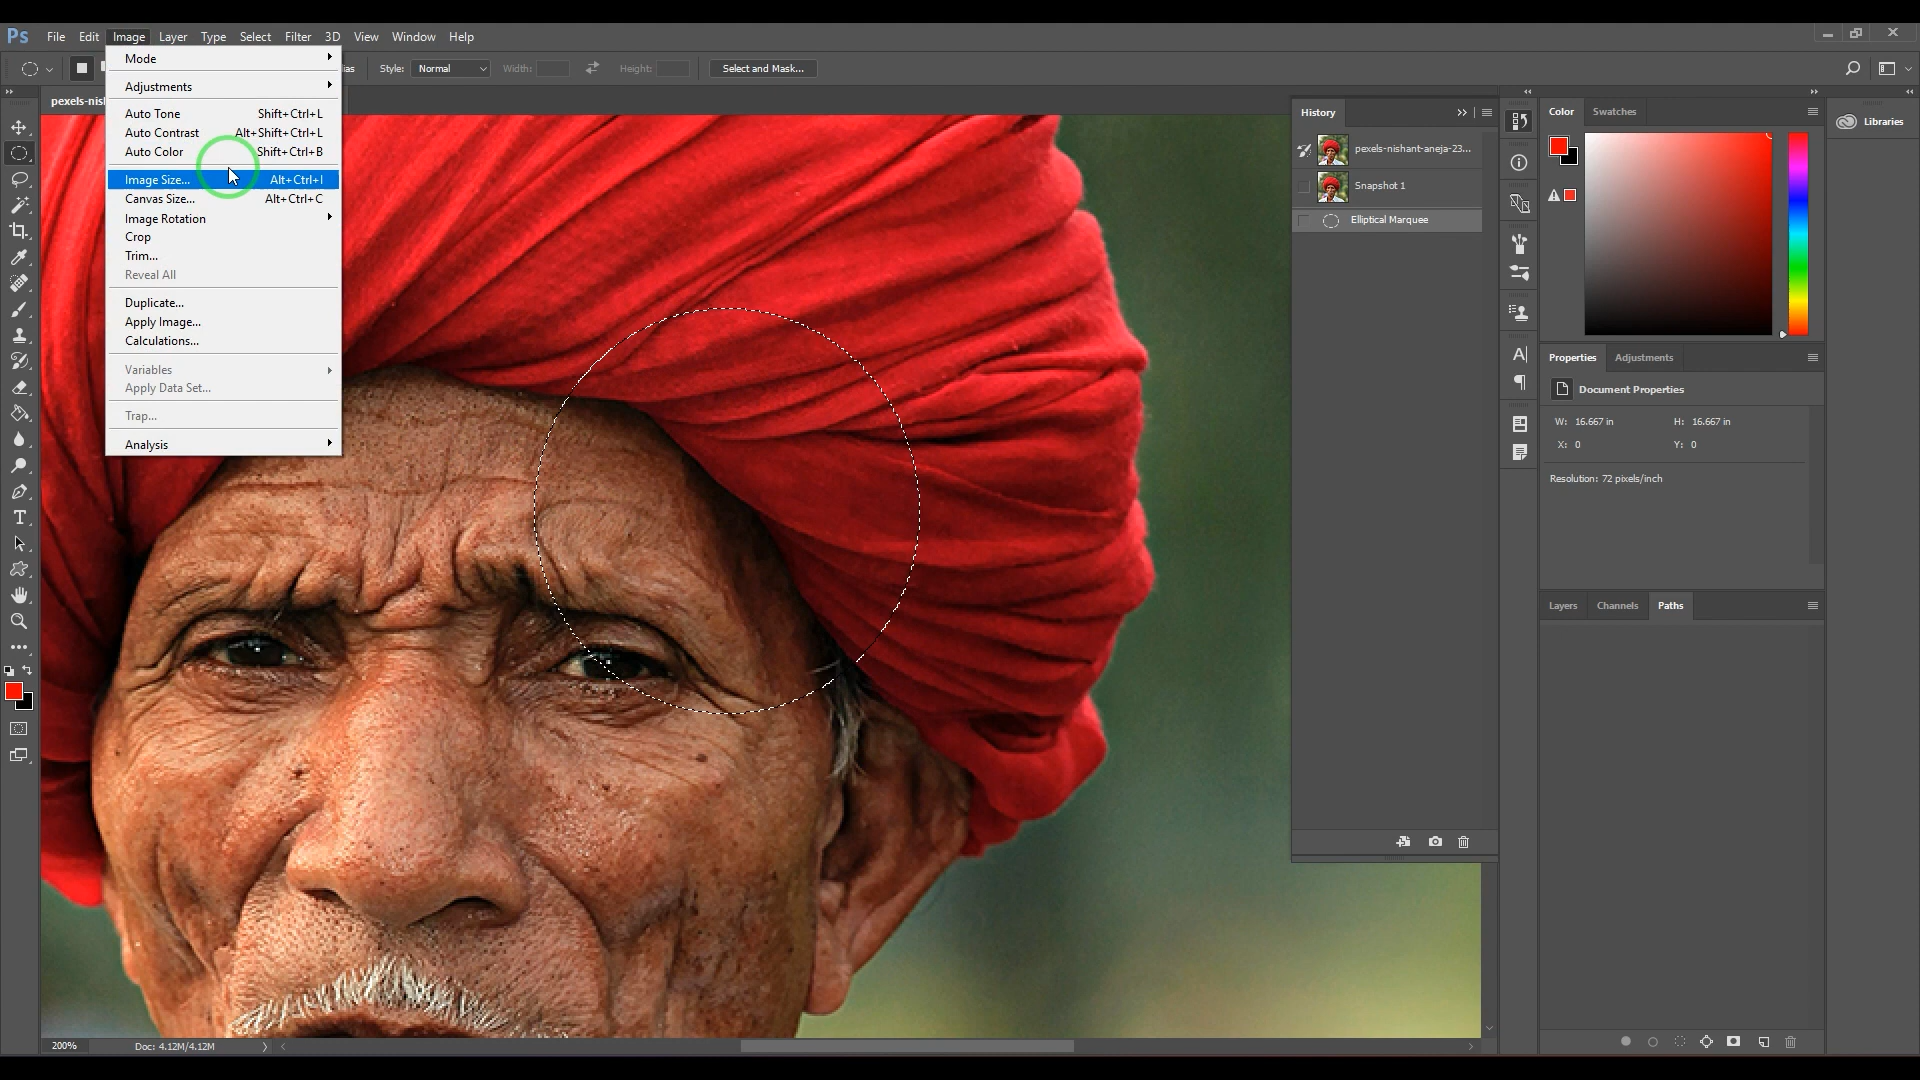 Ps File Edit Image Layer Type Select Filter 3D View Window Help
Style: Normal Width: Height: Select and Mask...
pexels-nisl
Mode
Adjustments
Auto Tone Shift+Ctrl+L
Auto Contrast Alt+Shift+Ctrl+L
Auto Color Shift+Ctrl+B
Image Size... Alt+Ctrl+I
Canvas Size... Alt+Ctrl+C
Image Rotation
Crop
Trim...
Reveal All
Duplicate...
Apply Image...
Calculations...
Variables
Apply Data Set...
Trap...
Analysis
History
pexels-nishant-aneja-23...
Snapshot 1
Elliptical Marquee
Color Swatches
Libraries
Properties Adjustments
Document Properties
W: 16.667 in H: 16.667 in
X: 0 Y: 0
Resolution: 72 pixels/inch
Layers Channels Paths
200% Doc: 4.12M/4.12M